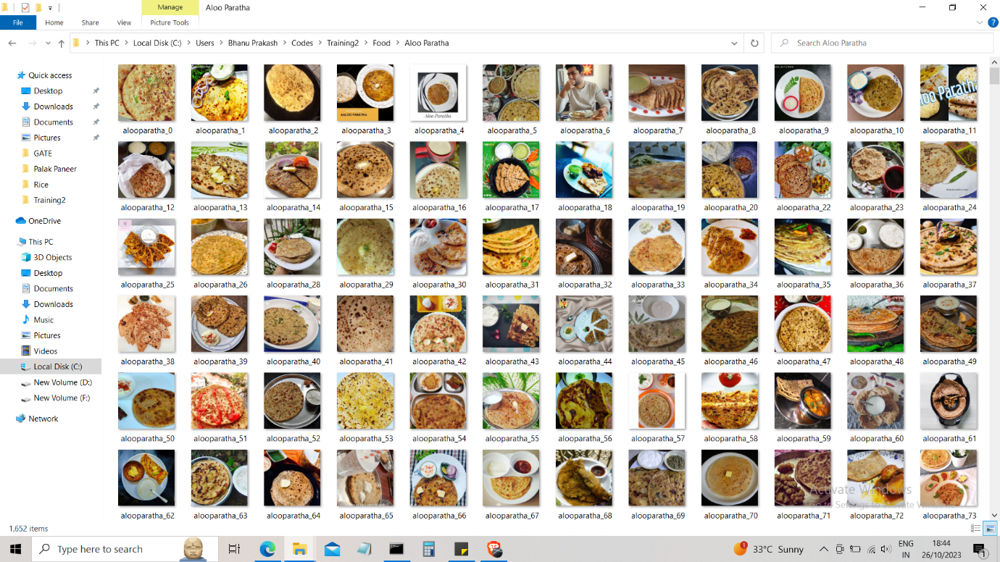 Manage
Aloo Paratha
File
Home
Share
View
Picture Tools
This PC
Local Disk (C:)
Users
Bhanu Prakash
Codes
Training2
Food
Aloo Paratha
Search Aloo Paratha
Quick access
Desktop
Downloads
Documents
Pictures
GATE
Palak Paneer
Rice
Training2
OneDrive
This PC
3D Objects
Desktop
Documents
Downloads
Music
Pictures
Videos
Local Disk (C:)
New Volume (D:)
New Volume (F:)
Network
AALOO PARATHA
Aloo Paratha
alooparatha_0 alooparatha_1 alooparatha_2 alooparatha_3 alooparatha_4 alooparatha_5 alooparatha_6 alooparatha_7 alooparatha_8 alooparatha_9 alooparatha_10 alooparatha_11
alooparatha_12 alooparatha_13 alooparatha_14 alooparatha_15 alooparatha_16 alooparatha_17 alooparatha_18 alooparatha_19 alooparatha_20 alooparatha_22 alooparatha_23 alooparatha_24
alooparatha_25 alooparatha_26 alooparatha_28 alooparatha_29 alooparatha_30 alooparatha_31 alooparatha_32 alooparatha_33 alooparatha_34 alooparatha_35 alooparatha_36 alooparatha_37
alooparatha_38 alooparatha_39 alooparatha_40 alooparatha_41 alooparatha_42 alooparatha_43 alooparatha_44 alooparatha_45 alooparatha_46 alooparatha_47 alooparatha_48 alooparatha_49
alooparatha_50 alooparatha_51 alooparatha_52 alooparatha_53 alooparatha_54 alooparatha_55 alooparatha_56 alooparatha_57 alooparatha_58 alooparatha_59 alooparatha_60 alooparatha_61
alooparatha_62 alooparatha_63 alooparatha_64 alooparatha_65 alooparatha_66 alooparatha_67 alooparatha_68 alooparatha_69 alooparatha_70 alooparatha_71 alooparatha_72 alooparatha_73
Activate Windows
Go to Settings to activate Windows.
1,652 items
Type here to search
1
33°C Sunny
ENG
IN
18:44
26/10/2023
1